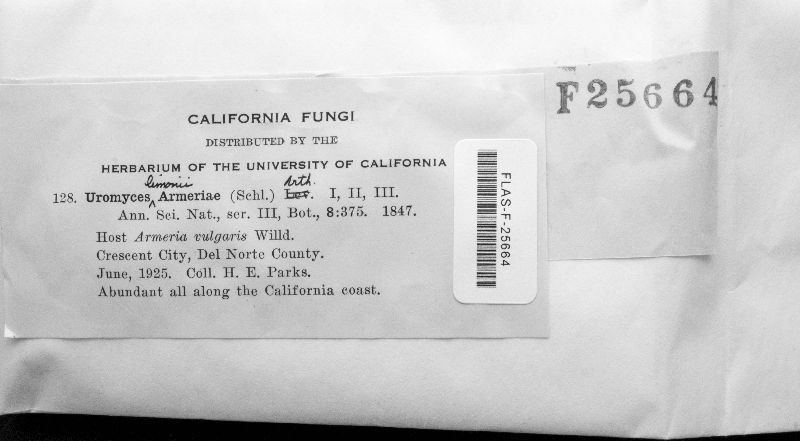 F25664
CALIFORNIA FUNGI
DISTRIBUTED BY THE
HERBARIUM OF THE UNIVERSITY OF CALIFORNIA
limonii Arth.
128. Uromyces ^ Armeriae (Schl.) Lev. I, II, III.
Ann. Sci. Nat., ser. III, Bot., 8:375. 1847.
Host Armeria vulgaris Willd.
Crescent City, Del Norte County.
June, 1925. Coll. H. E. Parks.
Abundant all along the California coast.
FLAS-F-25664